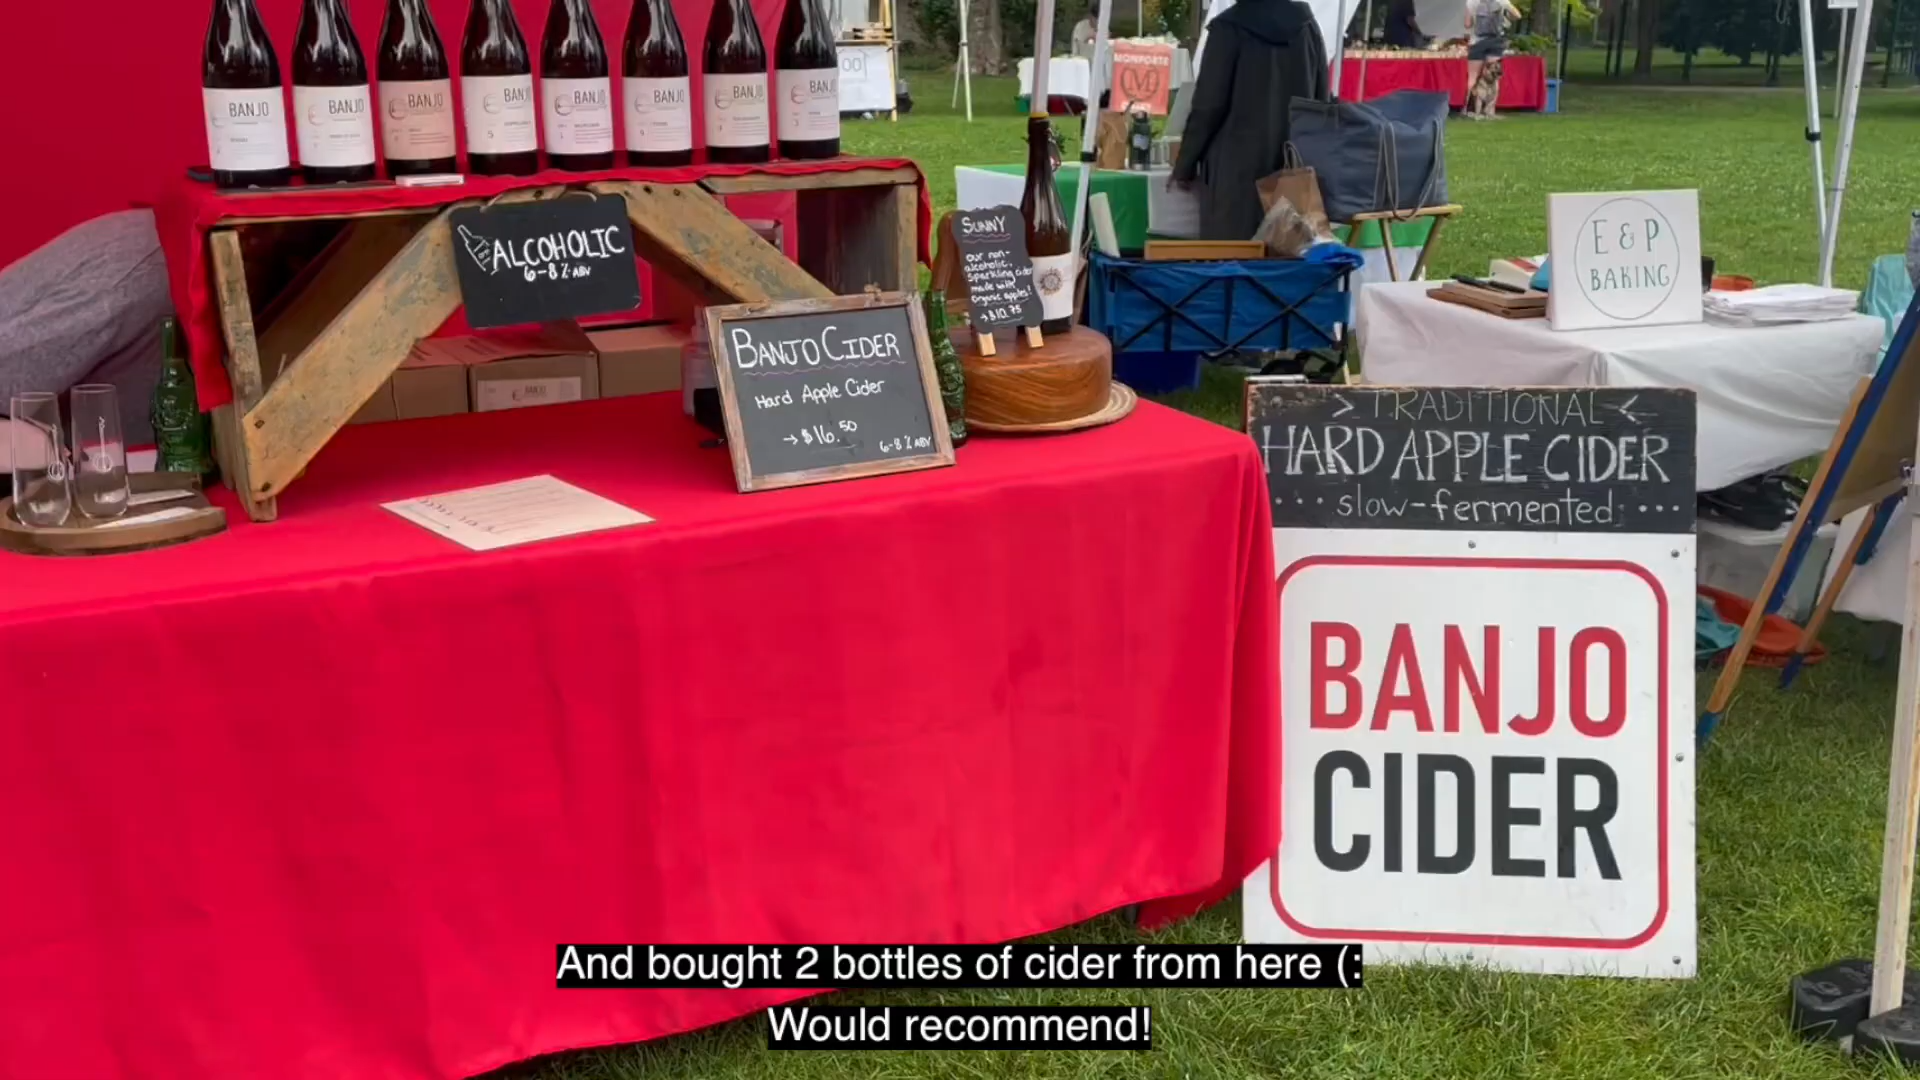 BANJO
BANJO
BANJO
BANJO
BANJO
BANJO
BANJO
BANJO
ALCOHOLIC
6-8% ABV
SUNNY
our non-
alcoholic,
sparkling cider
made with
organic apples!
→$10.75
BANJO CIDER
Hard Apple Cider
→ $16.50
6-8% ABV
BANJO
MONFORTE
M
E & P
BAKING
> TRADITIONAL <
HARD APPLE CIDER
... slow-fermented ...
BANJO
CIDER
And bought 2 bottles of cider from here (:
Would recommend!